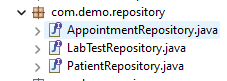 com.demo.repository
AppointmentRepository.java
LabTestRepository.java
PatientRepository.java